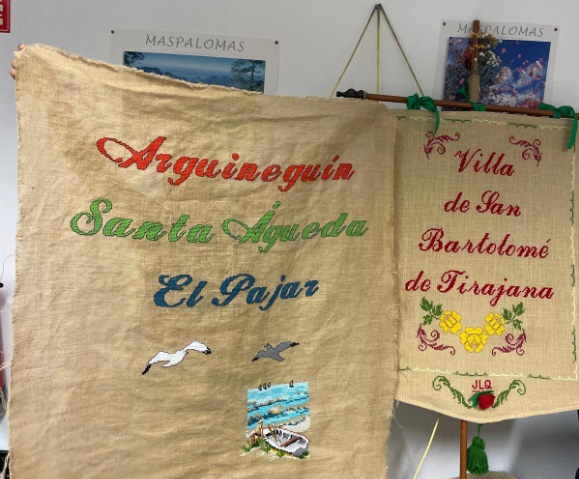 MASPALOMAS
MASPALOMAS
Arguineguín
Santa Águeda
El Pajar
Villa
de San
Bartolomé
de Tirajana
JLQ